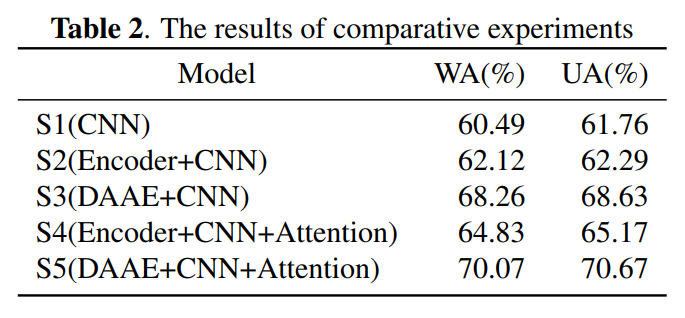 Table 2. The results of comparative experiments
Model WA(%) UA(%)
S1(CNN) 60.49 61.76
S2(Encoder+CNN) 62.12 62.29
S3(DAAE+CNN) 68.26 68.63
S4(Encoder+CNN+Attention) 64.83 65.17
S5(DAAE+CNN+Attention) 70.07 70.67